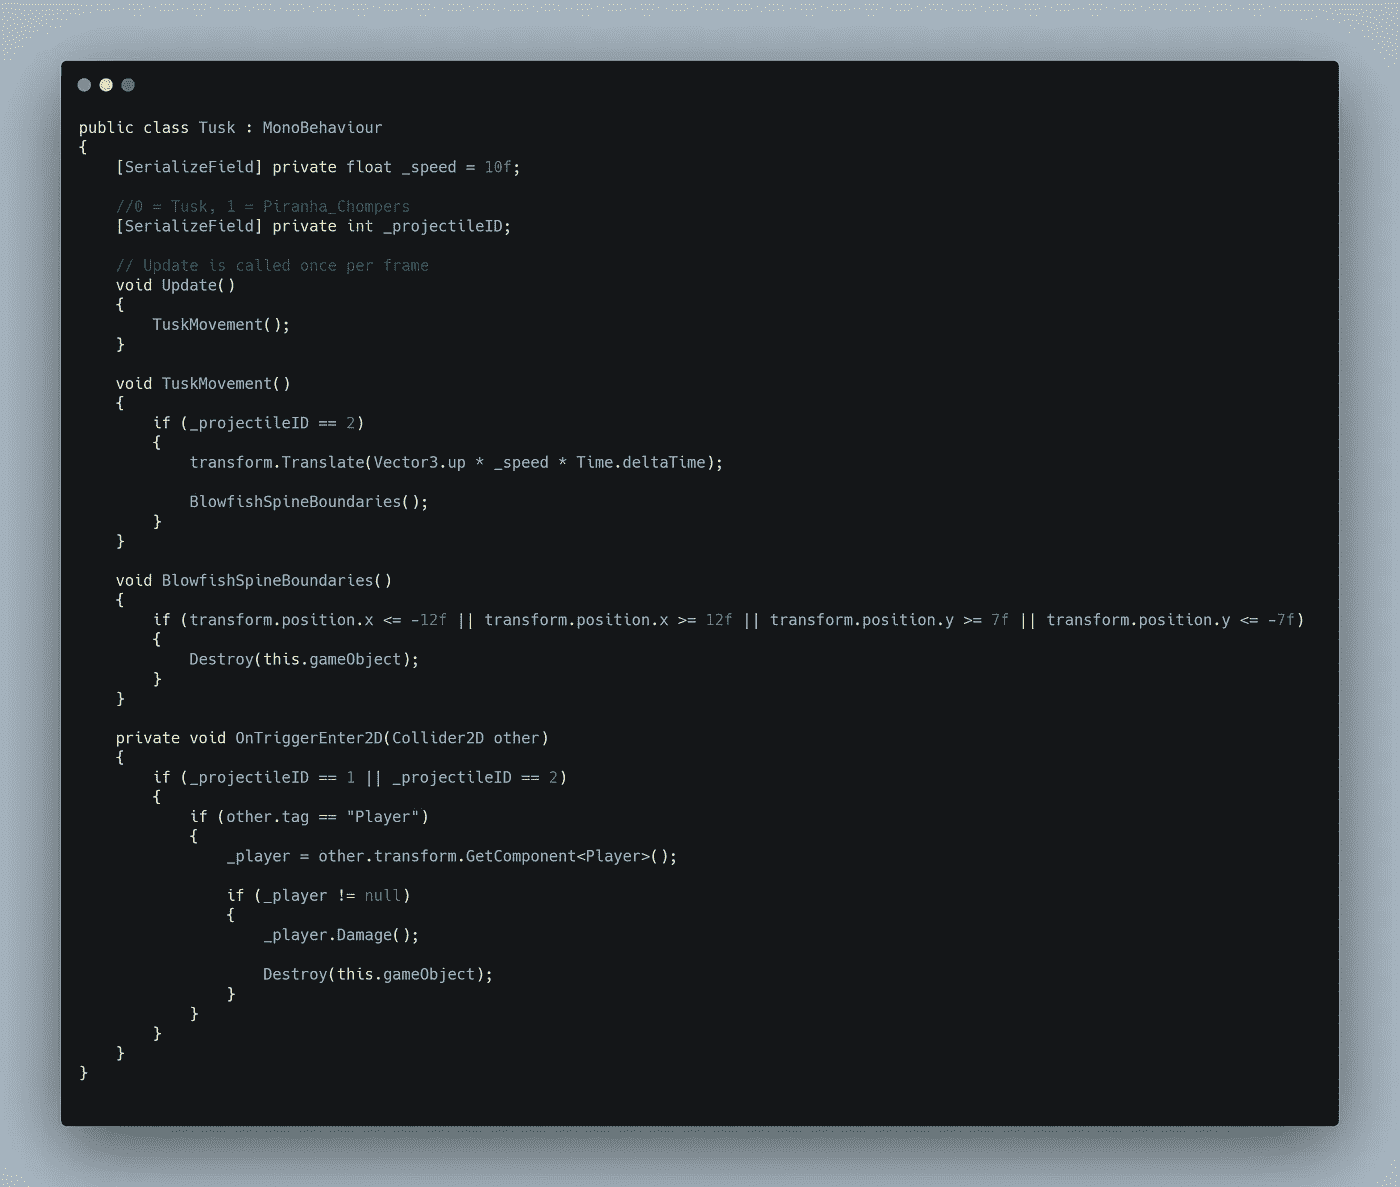 public class Tusk : MonoBehaviour
{
    [SerializeField] private float _speed = 10f;
    //0 = Tusk, 1 = Piranha_Chompers
    [SerializeField] private int _projectileID;
    // Update is called once per frame
    void Update()
    {
        TuskMovement();
    }
    void TuskMovement()
    {
        if (_projectileID == 2)
        {
            transform.Translate(Vector3.up * _speed * Time.deltaTime);
            BlowfishSpineBoundaries();
        }
    }
    void BlowfishSpineBoundaries()
    {
        if (transform.position.x <= -12f || transform.position.x >= 12f || transform.position.y >= 7f || transform.position.y <= -7f)
        {
            Destroy(this.gameObject);
        }
    }
    private void OnTriggerEnter2D(Collider2D other)
    {
        if (_projectileID == 1 || _projectileID == 2)
        {
            if (other.tag == "Player")
            {
                _player = other.transform.GetComponent<Player>();
                if (_player != null)
                {
                    _player.Damage();
                    Destroy(this.gameObject);
                }
            }
        }
    }
}